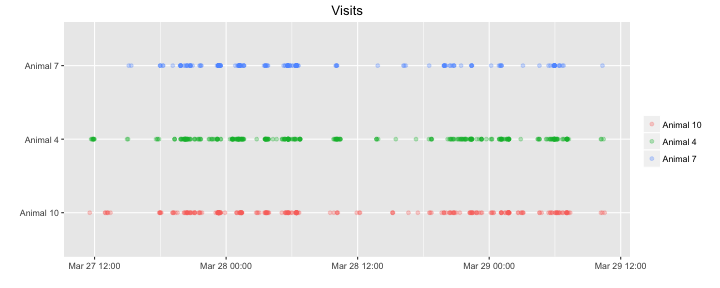 Visits
Animal 7
Animal 4
Animal 10
Mar 27 12:00
Mar 28 00:00
Mar 28 12:00
Mar 29 00:00
Mar 29 12:00
Animal 10
Animal 4
Animal 7